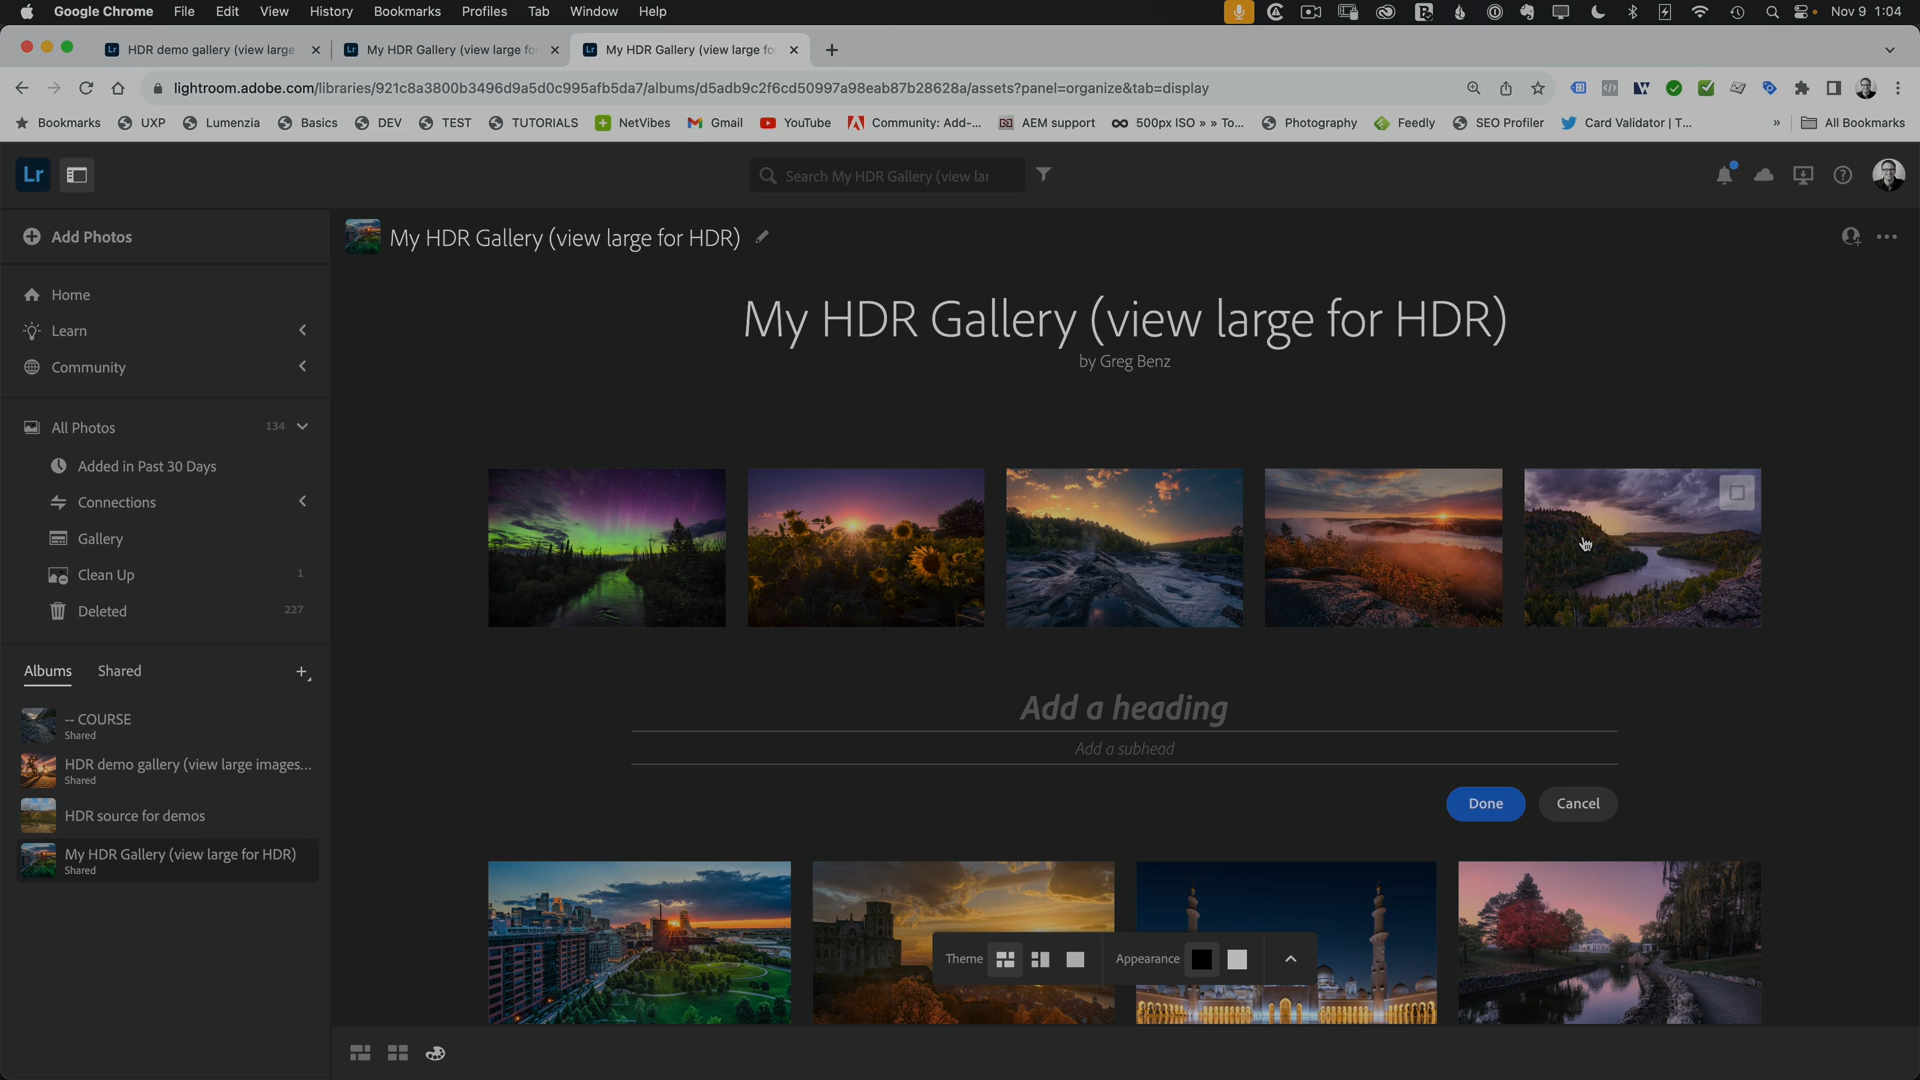 Google Chrome File Edit View History Bookmarks Profiles Tab Window Help Nov 9 1:04
HDR demo gallery (view large
My HDR Gallery (view large fo
My HDR Gallery (view large fo
lightroom.adobe.com/libraries/921c8a3800b3496d9a5d0c995afb5da7/albums/d5adb9c2f6cd50997a98eab87b28628a/assets?panel=organize&tab=display
Bookmarks UXP Lumenzia Basics DEV TEST TUTORIALS NetVibes Gmail YouTube Community: Add-... AEM support 500px ISO » » To... Photography Feedly SEO Profiler Card Validator | T... » All Bookmarks
Lr
Search My HDR Gallery (view lar
Add Photos
Home
Learn
Community
All Photos 134
Added in Past 30 Days
Connections
Gallery
Clean Up 1
Deleted 227
Albums Shared
-- COURSE
Shared
HDR demo gallery (view large images...
Shared
HDR source for demos
My HDR Gallery (view large for HDR)
Shared
My HDR Gallery (view large for HDR)
My HDR Gallery (view large for HDR)
by Greg Benz
Add a heading
Add a subhead
Done Cancel
Theme Appearance